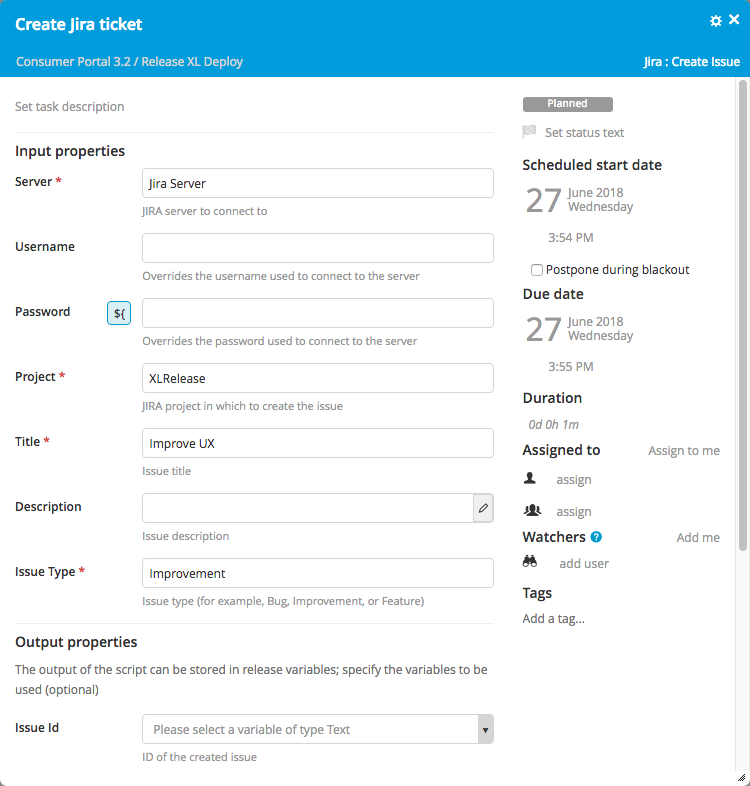 Create Jira ticket
Consumer Portal 3.2 / Release XL Deploy
Jira : Create Issue
Set task description
Input properties
Server *
Jira Server
JIRA server to connect to
Username
Overrides the username used to connect to the server
Password
${
Overrides the password used to connect to the server
Project *
XLRelease
JIRA project in which to create the issue
Title *
Improve UX
Issue title
Description
Issue description
Issue Type *
Improvement
Issue type (for example, Bug, Improvement, or Feature)
Output properties
The output of the script can be stored in release variables; specify the variables to be
used (optional)
Issue Id
Please select a variable of type Text
ID of the created issue
Planned
Set status text
Scheduled start date
27
June 2018
Wednesday
3:54 PM
Postpone during blackout
Due date
27
June 2018
Wednesday
3:55 PM
Duration
0d 0h 1m
Assigned to
Assign to me
assign
assign
Watchers ?
Add me
add user
Tags
Add a tag...